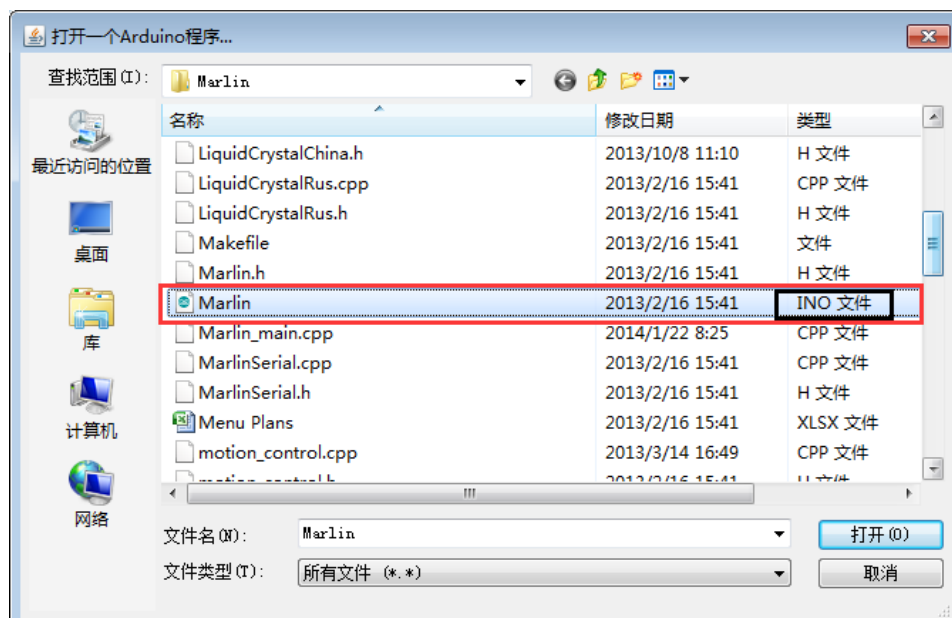 打开一个Arduino程序...
查找范围(I): Marlin
名称 修改日期 类型
LiquidCrystalChina.h 2013/10/8 11:10 H 文件
LiquidCrystalRus.cpp 2013/2/16 15:41 CPP 文件
LiquidCrystalRus.h 2013/2/16 15:41 H 文件
Makefile 2013/2/16 15:41 文件
Marlin.h 2013/2/16 15:41 H 文件
Marlin 2013/2/16 15:41 INO 文件
Marlin_main.cpp 2014/1/22 8:25 CPP 文件
MarlinSerial.cpp 2013/2/16 15:41 CPP 文件
MarlinSerial.h 2013/2/16 15:41 H 文件
Menu Plans 2013/2/16 15:41 XLSX 文件
motion_control.cpp 2013/3/14 16:49 CPP 文件
motion_control.h 2013/2/16 15:41 H 文件
最近访问的位置
桌面
库
计算机
网络
文件名(N): Marlin 打开(O)
文件类型(T): 所有文件 (*.*) 取消